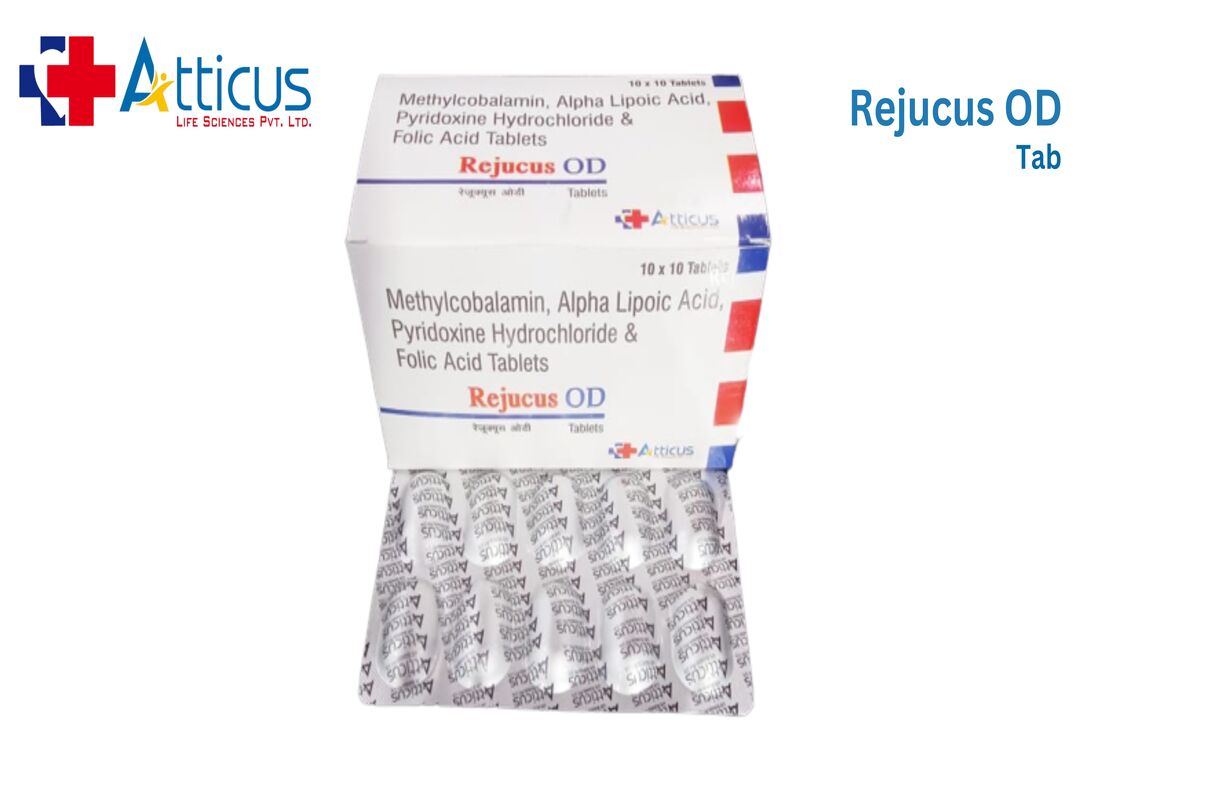 Atticus
LIFE SCIENCES PVT. LTD.
Rejucus OD
Tab
10 x 10 Tablets
Methylcobalamin, Alpha Lipoic Acid,
Pyridoxine Hydrochloride &
Folic Acid Tablets
Rejucus OD
रेजूक्यूस ओडी Tablets
Atticus
10 x 10 Tablets
Methylcobalamin, Alpha Lipoic Acid,
Pyridoxine Hydrochloride &
Folic Acid Tablets
Rejucus OD
रेजूक्यूस ओडी Tablets
Atticus
Atticus